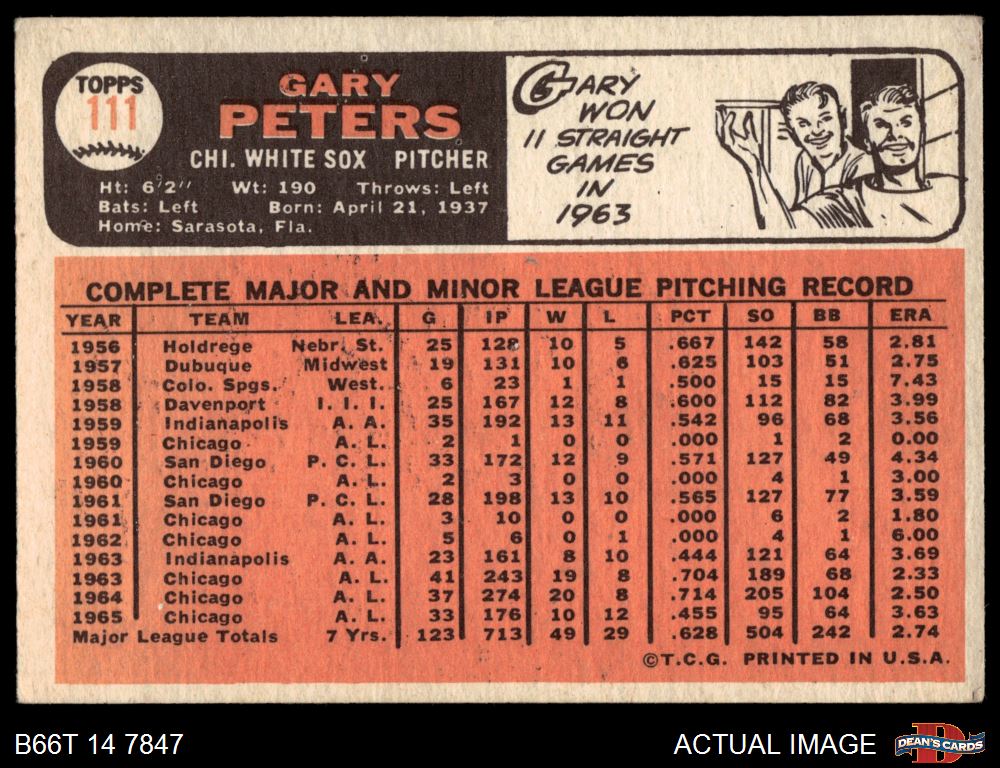 TOPPS
111
GARY
PETERS
CHI. WHITE SOX PITCHER
Ht: 6'2" Wt: 190 Throws: Left
Bats: Left Born: April 21, 1937
Home: Sarasota, Fla.
GARY
WON
11 STRAIGHT
GAMES
IN
1963
COMPLETE MAJOR AND MINOR LEAGUE PITCHING RECORD
YEAR TEAM LEA. G IP W L PCT SO BB ERA
1956 Holdrege Nebr. St. 25 128 10 5 .667 142 58 2.81
1957 Dubuque Midwest 19 131 10 6 .625 103 51 2.75
1958 Colo. Spgs. West. 6 23 1 1 .500 15 15 7.43
1958 Davenport I. I. I. 25 167 12 8 .600 112 82 3.99
1959 Indianapolis A. A. 35 192 13 11 .542 96 68 3.56
1959 Chicago A. L. 2 1 0 0 .000 1 2 0.00
1960 San Diego P. C. L. 33 172 12 9 .571 127 49 4.34
1960 Chicago A. L. 2 3 0 0 .000 4 1 3.00
1961 San Diego P. C. L. 28 198 13 10 .565 127 77 3.59
1961 Chicago A. L. 3 10 0 0 .000 6 2 1.80
1962 Chicago A. L. 5 6 0 1 .000 4 1 6.00
1963 Indianapolis A. A. 23 161 8 10 .444 121 64 3.69
1963 Chicago A. L. 41 243 19 8 .704 189 68 2.33
1964 Chicago A. L. 37 274 20 8 .714 205 104 2.50
1965 Chicago A. L. 33 176 10 12 .455 95 64 3.63
Major League Totals 7 Yrs. 123 713 49 29 .628 504 242 2.74
©T.C.G. PRINTED IN U.S.A.
B66T 14 7847
ACTUAL IMAGE
D
DEAN'S CARDS